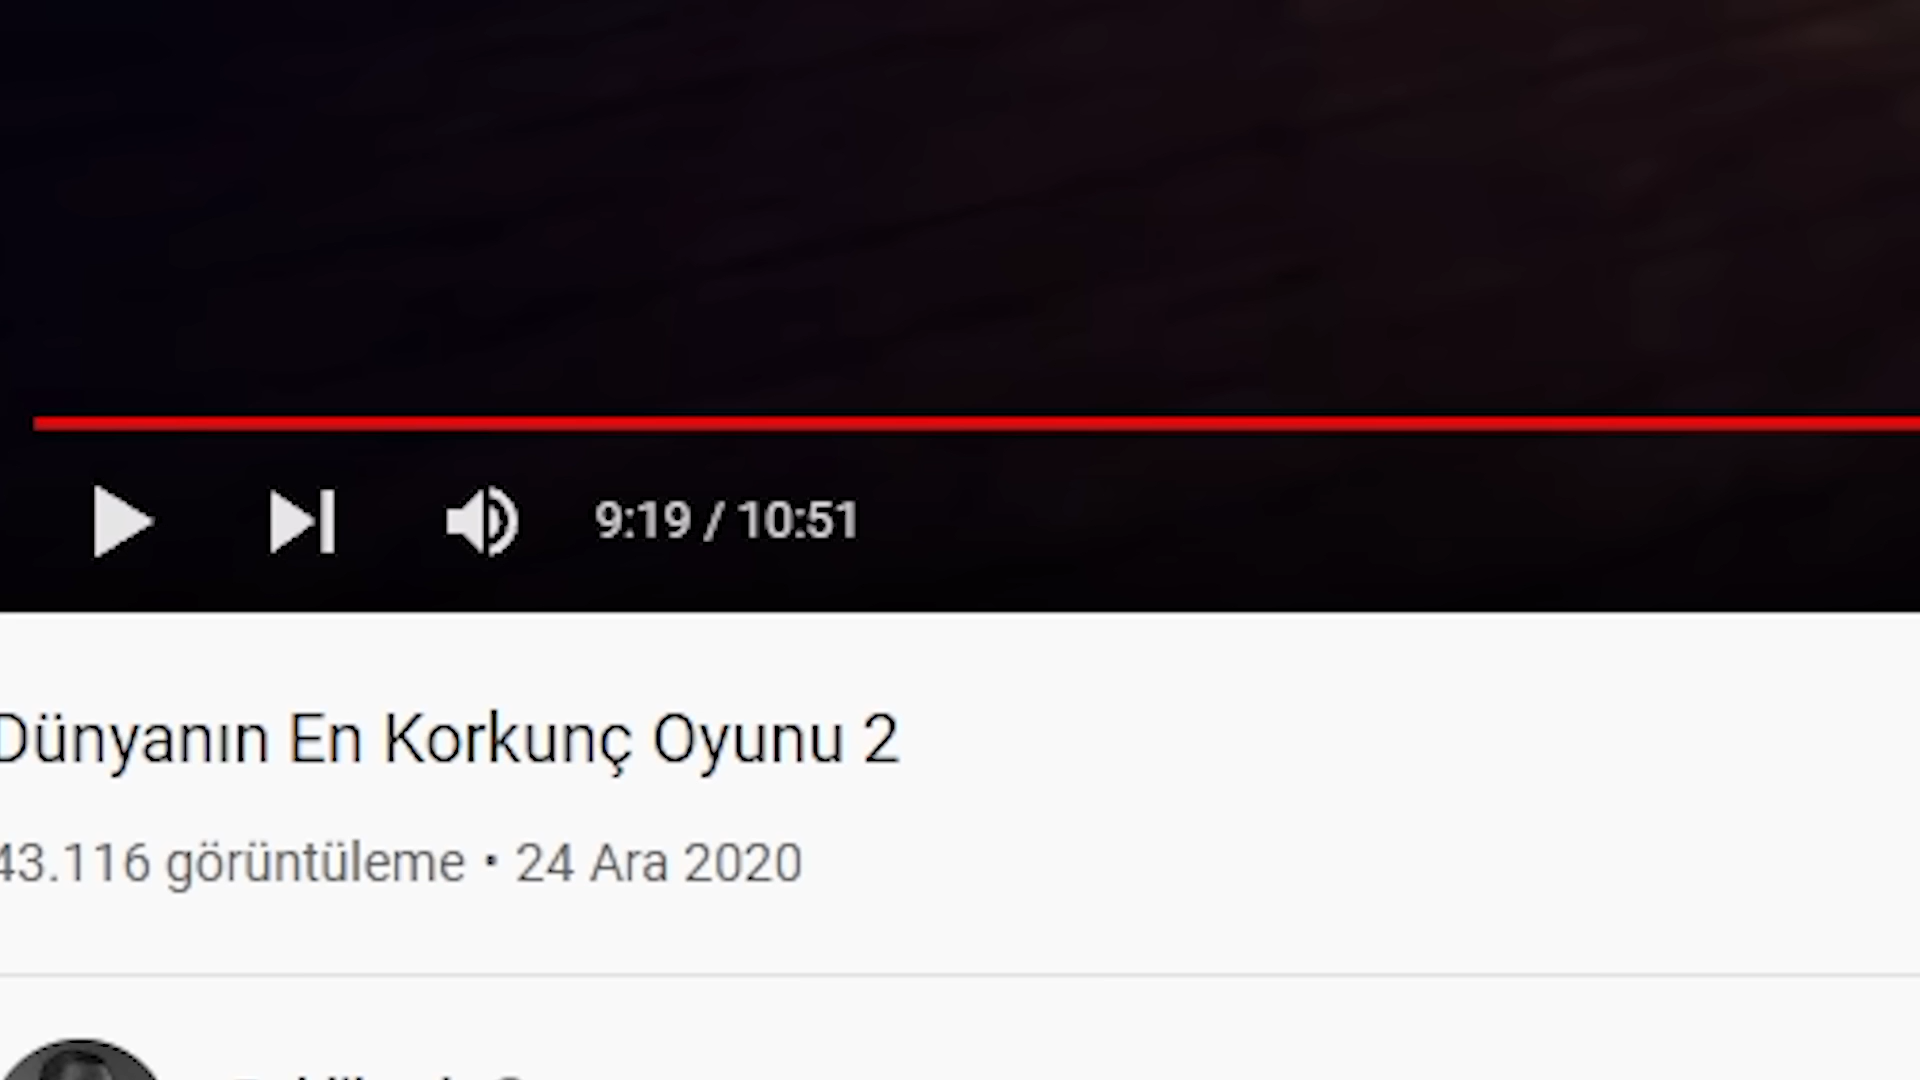 9:19 / 10:51
Dünyanın En Korkunç Oyunu 2
43.116 görüntüleme • 24 Ara 2020